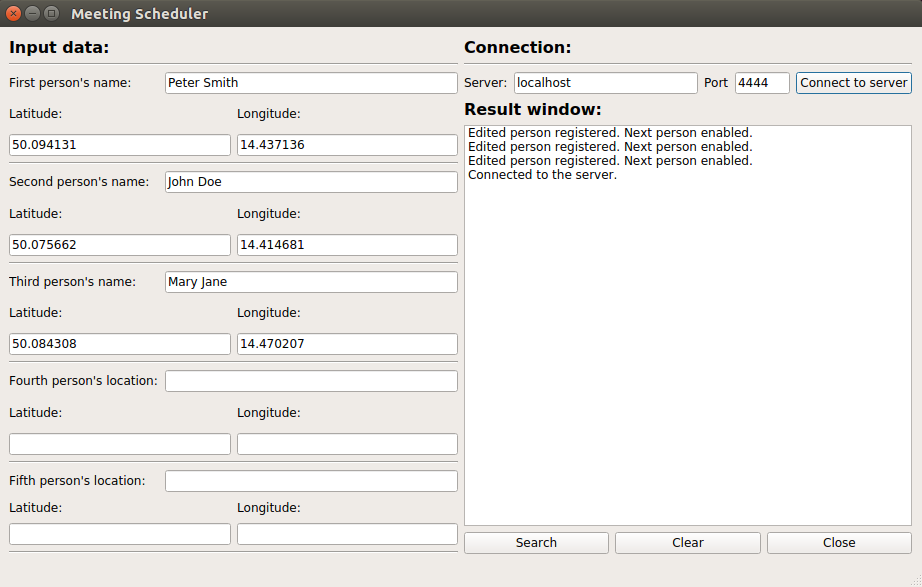 Meeting Scheduler
Input data:
First person's name: Peter Smith
Latitude: Longitude:
50.094131 14.437136
Second person's name: John Doe
Latitude: Longitude:
50.075662 14.414681
Third person's name: Mary Jane
Latitude: Longitude:
50.084308 14.470207
Fourth person's location:
Latitude: Longitude:
Fifth person's location:
Latitude: Longitude:
Connection:
Server: localhost Port 4444 Connect to server
Result window:
Edited person registered. Next person enabled.
Edited person registered. Next person enabled.
Edited person registered. Next person enabled.
Connected to the server.
Search Clear Close